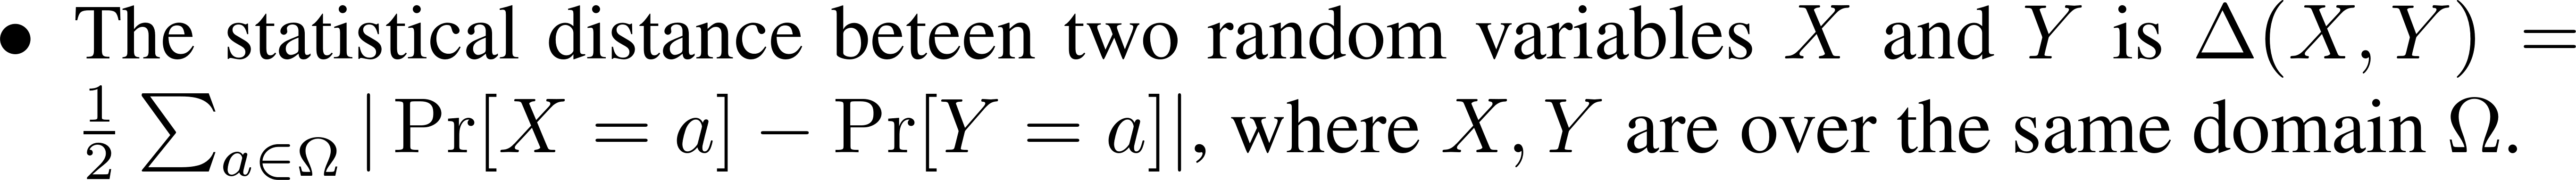 • The statistical distance beteen two random variables X and Y is Δ(X, Y) =
½ ∑_{a∈Ω} | Pr[X = a] − Pr[Y = a]|, where X, Y are over the same domain Ω.